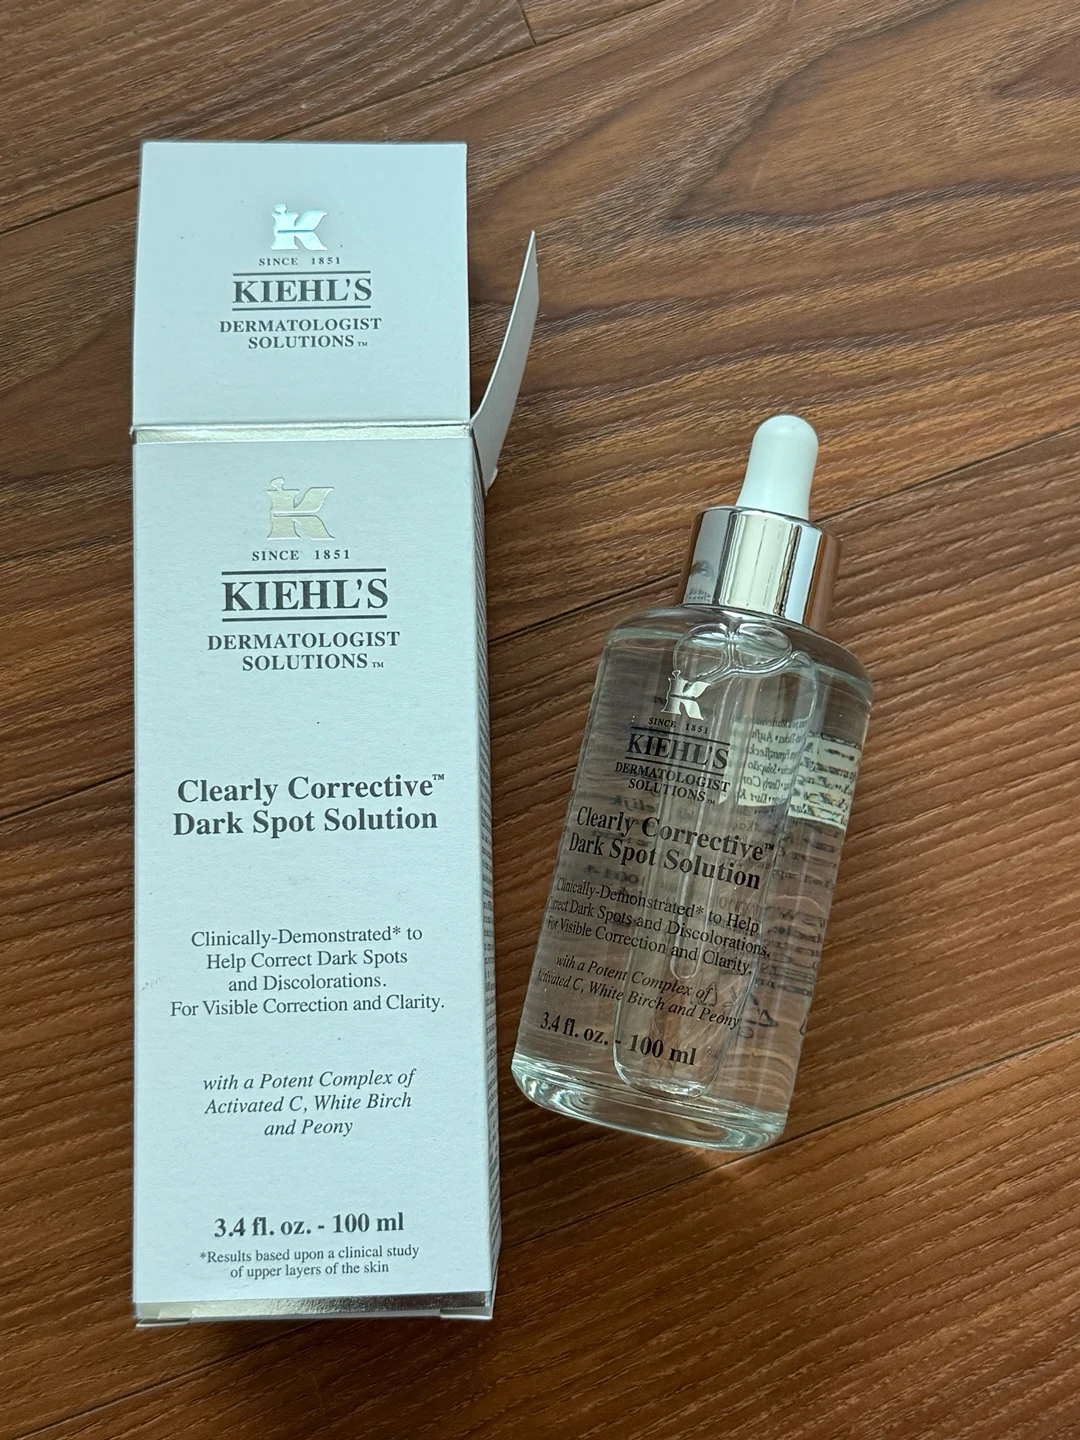 K
SINCE 1851
KIEHL'S
DERMATOLOGIST
SOLUTIONS™
K
SINCE 1851
KIEHL'S
DERMATOLOGIST
SOLUTIONS™
Clearly Corrective™
Dark Spot Solution
Clinically-Demonstrated* to
Help Correct Dark Spots
and Discolorations.
For Visible Correction and Clarity.
with a Potent Complex of
Activated C, White Birch
and Peony
3.4 fl. oz. - 100 ml
*Results based upon a clinical study
of upper layers of the skin
K
SINCE 1851
KIEHL'S
DERMATOLOGIST
SOLUTIONS™
Clearly Corrective™
Dark Spot Solution
Clinically-Demonstrated* to Help
Correct Dark Spots and Discolorations.
For Visible Correction and Clarity.
with a Potent Complex of
Activated C, White Birch and Peony
3.4 fl. oz. - 100 ml